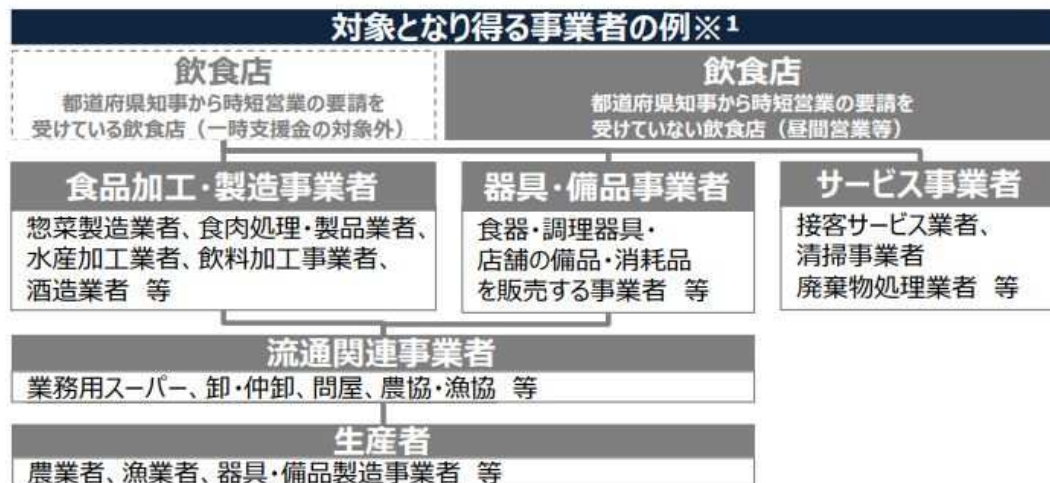 対象となり得る事業者の例※1
飲食店
都道府県知事から時短営業の要請を
受けている飲食店（一時支援金の対象外）
飲食店
都道府県知事から時短営業の要請を
受けていない飲食店（昼間営業等）
食品加工・製造事業者
惣菜製造業者、食肉処理・製品業者、
水産加工業者、飲料加工事業者、
酒造業者 等
器具・備品事業者
食器・調理器具・
店舗の備品・消耗品
を販売する事業者 等
サービス事業者
接客サービス業者、
清掃事業者
廃棄物処理業者 等
流通関連事業者
業務用スーパー、卸・仲卸、問屋、農協・漁協 等
生産者
農業者、漁業者、器具・備品製造事業者 等